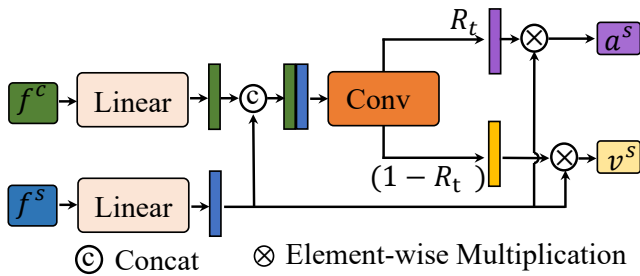 R_t
a^s
f^c
Linear
c
Conv
(1 − R_t)
v^s
f^s
Linear
c Concat
⊗ Element-wise Multiplication